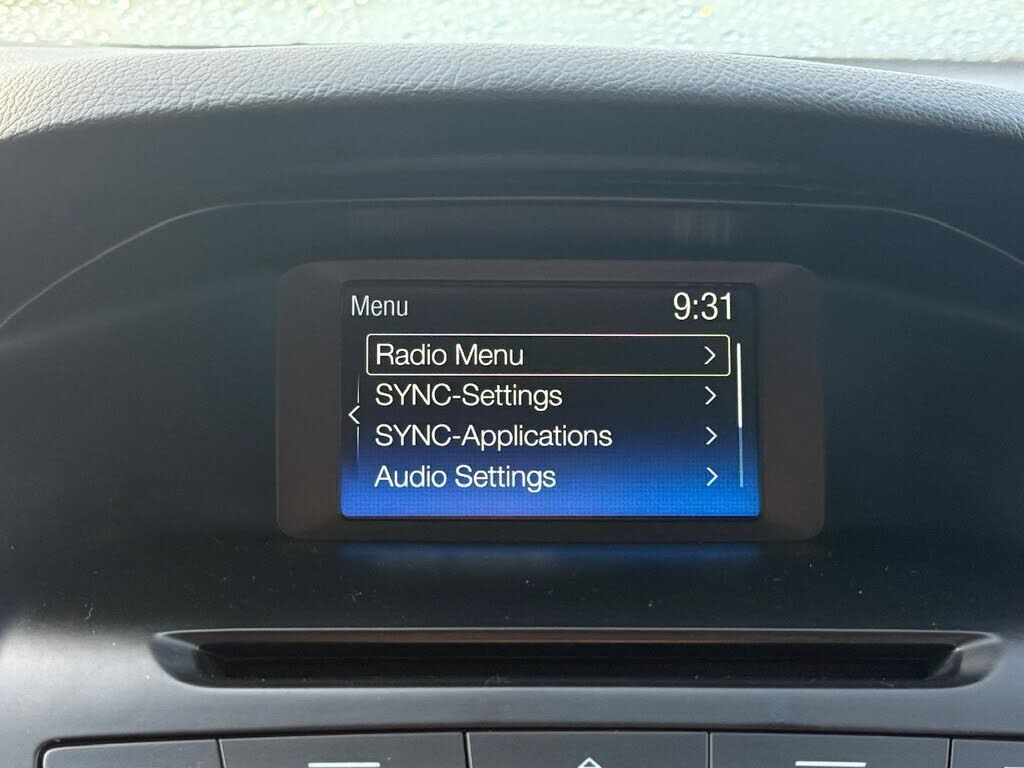 Menu 9:31
Radio Menu
SYNC-Settings
SYNC-Applications
Audio Settings